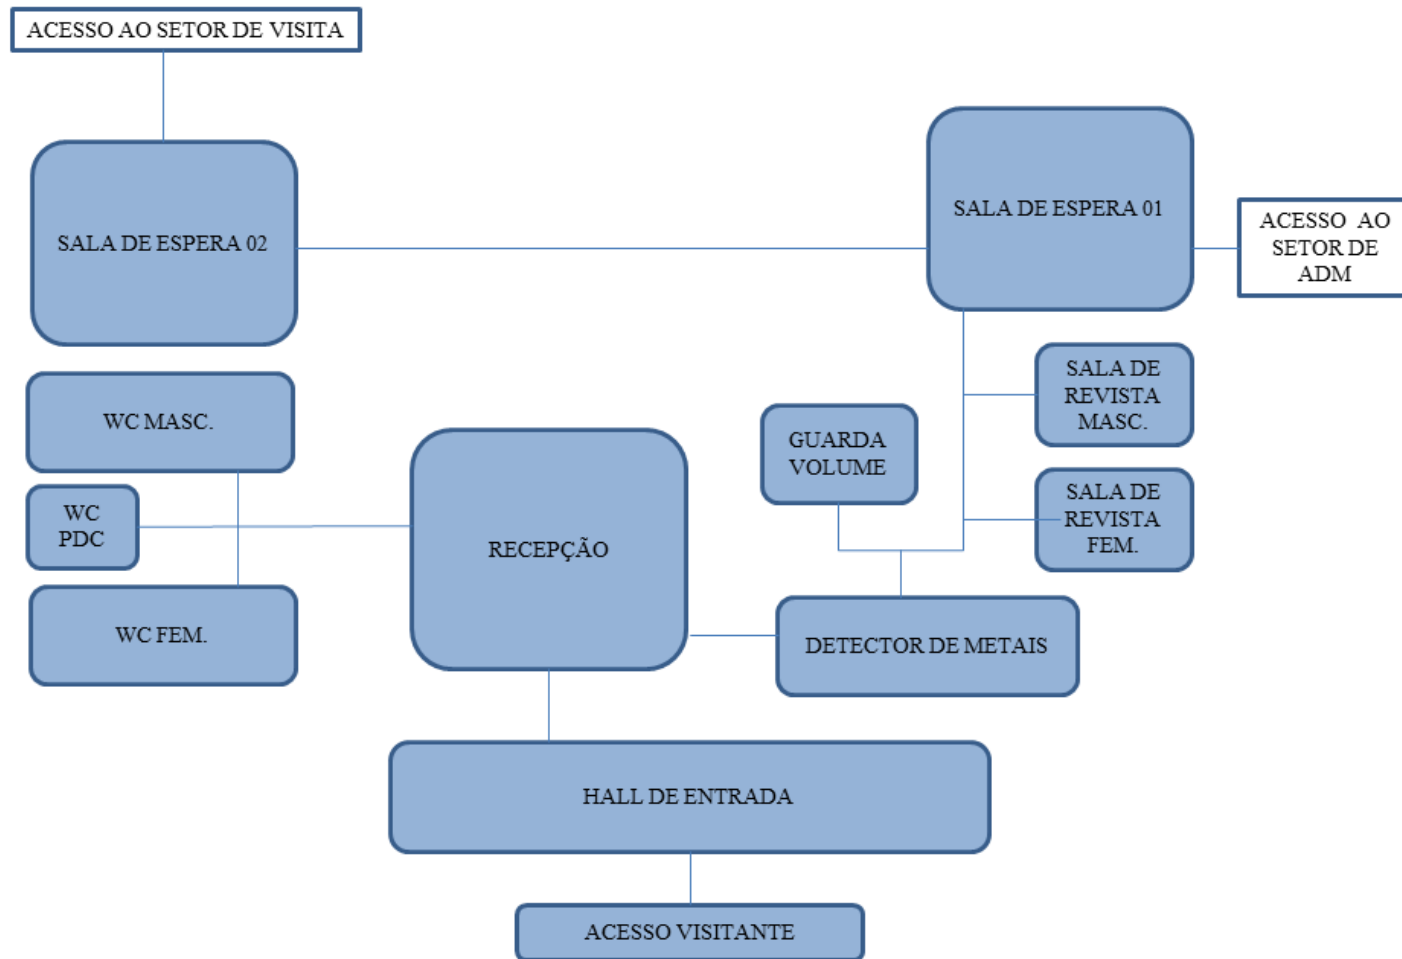 ACESSO AO SETOR DE VISITA
SALA DE ESPERA 02
SALA DE ESPERA 01
ACESSO AO
SETOR DE
ADM
WC MASC.
WC
PDC
WC FEM.
RECEPÇÃO
GUARDA
VOLUME
SALA DE
REVISTA
MASC.
SALA DE
REVISTA
FEM.
DETECTOR DE METAIS
HALL DE ENTRADA
ACESSO VISITANTE